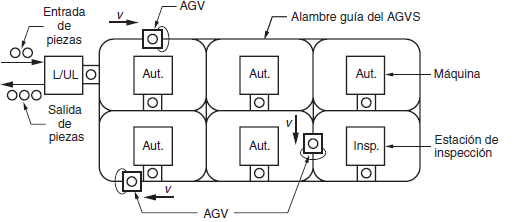 Entrada
de
piezas
v
AGV
Alambre guía del AGVS
L/UL
Aut.
Aut.
Aut.
Máquina
Salida
de
piezas
v
Aut.
Aut.
Insp.
Estación de
inspección
v
AGV